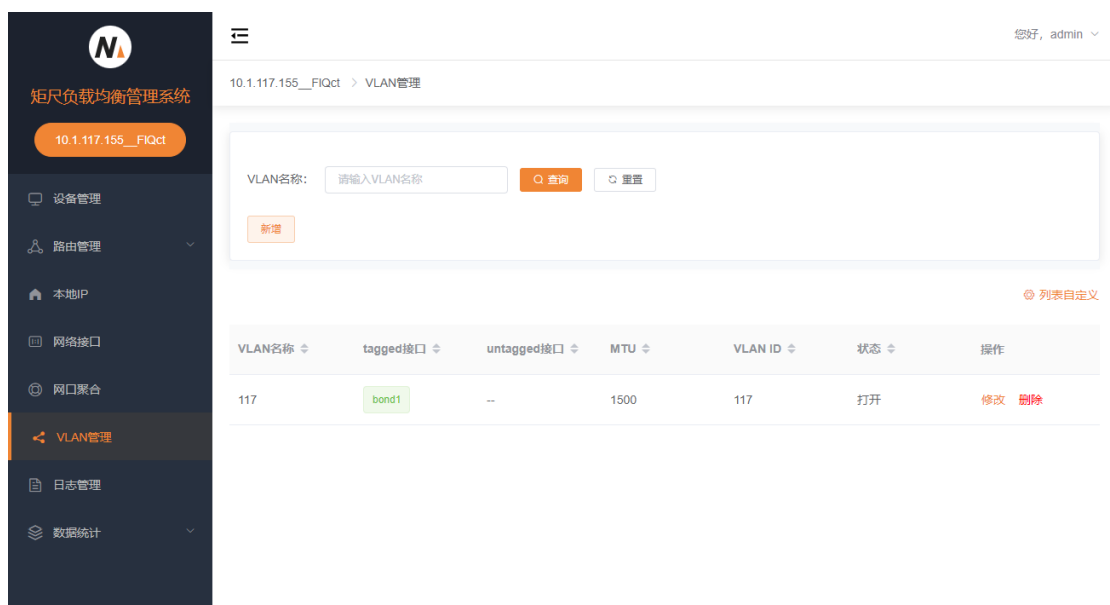 您好，admin
矩尺负载均衡管理系统
10.1.117.155__FIQct
10.1.117.155__FIQct > VLAN管理
设备管理
路由管理
本地IP
网络接口
网口聚合
VLAN管理
日志管理
数据统计
VLAN名称： 请输入VLAN名称 查询 重置
新增
列表自定义
VLAN名称 tagged接口 untagged接口 MTU VLAN ID 状态 操作
117 bond1 -- 1500 117 打开 修改 删除